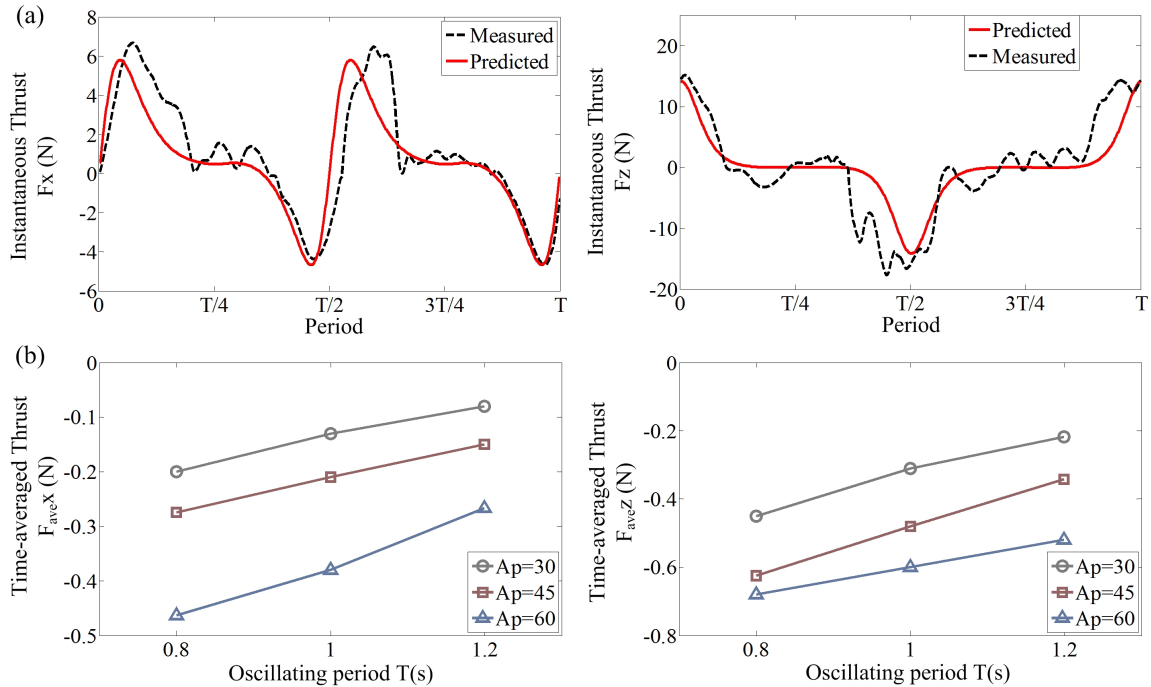 (a)
8
6
4
2
0
-2
-4
-6
Instantaneous Thrust
Fx (N)
Measured
Predicted
0
T/4
T/2
3T/4
T
Period
20
10
0
-10
-20
Instantaneous Thrust
Fz (N)
Predicted
Measured
0
T/4
T/2
3T/4
T
Period
(b)
0
-0.1
-0.2
-0.3
-0.4
-0.5
Time-averaged Thrust
Favex (N)
Ap=30
Ap=45
Ap=60
0.8
1
1.2
Oscillating period T(s)
0
-0.2
-0.4
-0.6
-0.8
Time-averaged Thrust
Favez (N)
Ap=30
Ap=45
Ap=60
0.8
1
1.2
Oscillating period T(s)